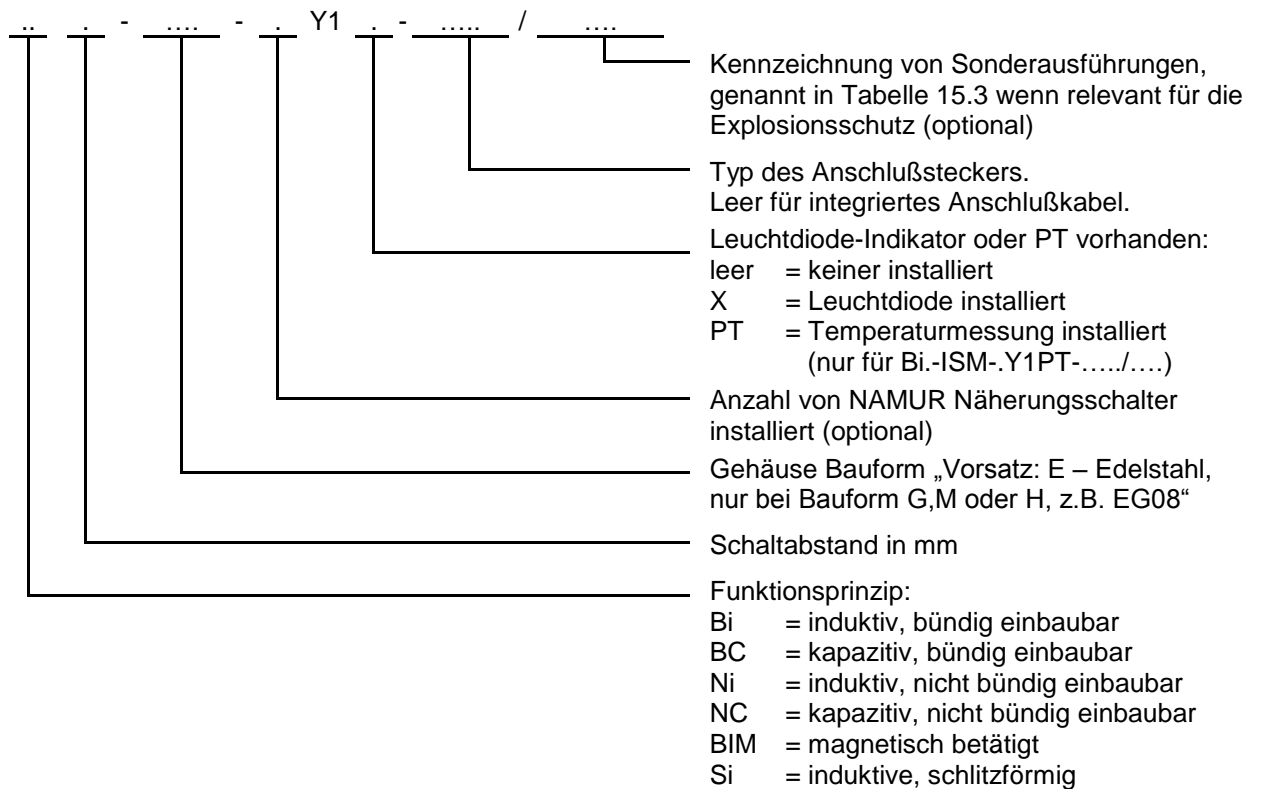 .. . - …. - . Y1 . - ….. / ….
Kennzeichnung von Sonderausführungen,
genannt in Tabelle 15.3 wenn relevant für die
Explosionsschutz (optional)
Typ des Anschlußsteckers.
Leer für integriertes Anschlußkabel.
Leuchtdiode-Indikator oder PT vorhanden:
leer = keiner installiert
X = Leuchtdiode installiert
PT = Temperaturmessung installiert
(nur für Bi.-ISM-.Y1PT-…../….)
Anzahl von NAMUR Näherungsschalter
installiert (optional)
Gehäuse Bauform „Vorsatz: E – Edelstahl,
nur bei Bauform G,M oder H, z.B. EG08“
Schaltabstand in mm
Funktionsprinzip:
Bi = induktiv, bündig einbaubar
BC = kapazitiv, bündig einbaubar
Ni = induktiv, nicht bündig einbaubar
NC = kapazitiv, nicht bündig einbaubar
BIM = magnetisch betätigt
Si = induktive, schlitzförmig